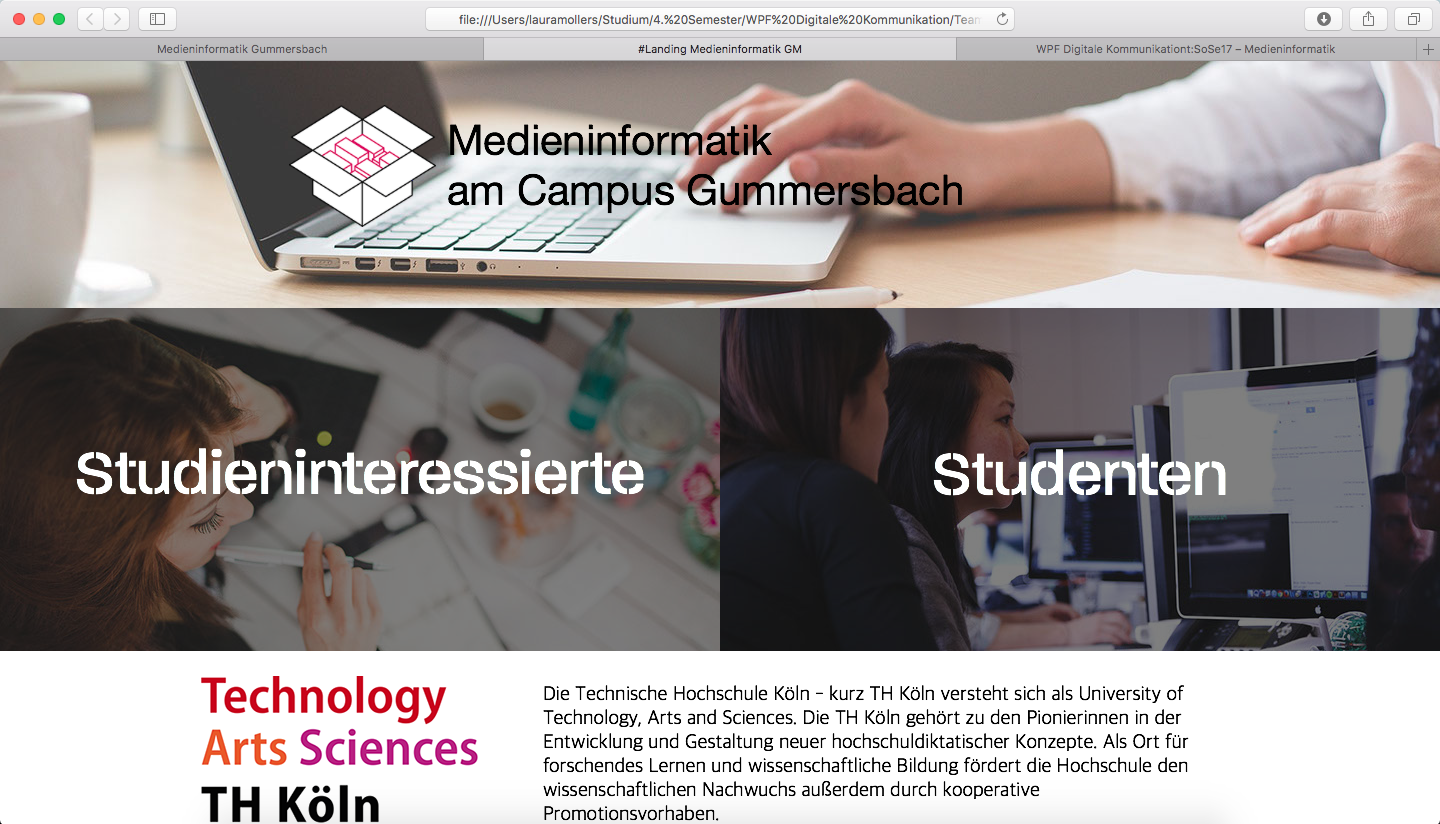 file:///Users/lauramollers/Studium/4.%20Semester/WPF%20Digitale%20Kommunikation/Team
Medieninformatik Gummersbach
#Landing Medieninformatik GM
WPF Digitale Kommunikationt:SoSe17 – Medieninformatik
Medieninformatik
am Campus Gummersbach
Studieninteressierte
Studenten
Technology
Arts Sciences
TH Köln
Die Technische Hochschule Köln – kurz TH Köln versteht sich als University of
Technology, Arts and Sciences. Die TH Köln gehört zu den Pionierinnen in der
Entwicklung und Gestaltung neuer hochschuldiktatischer Konzepte. Als Ort für
forschendes Lernen und wissenschaftliche Bildung fördert die Hochschule den
wissenschaftlichen Nachwuchs außerdem durch kooperative
Promotionsvorhaben.